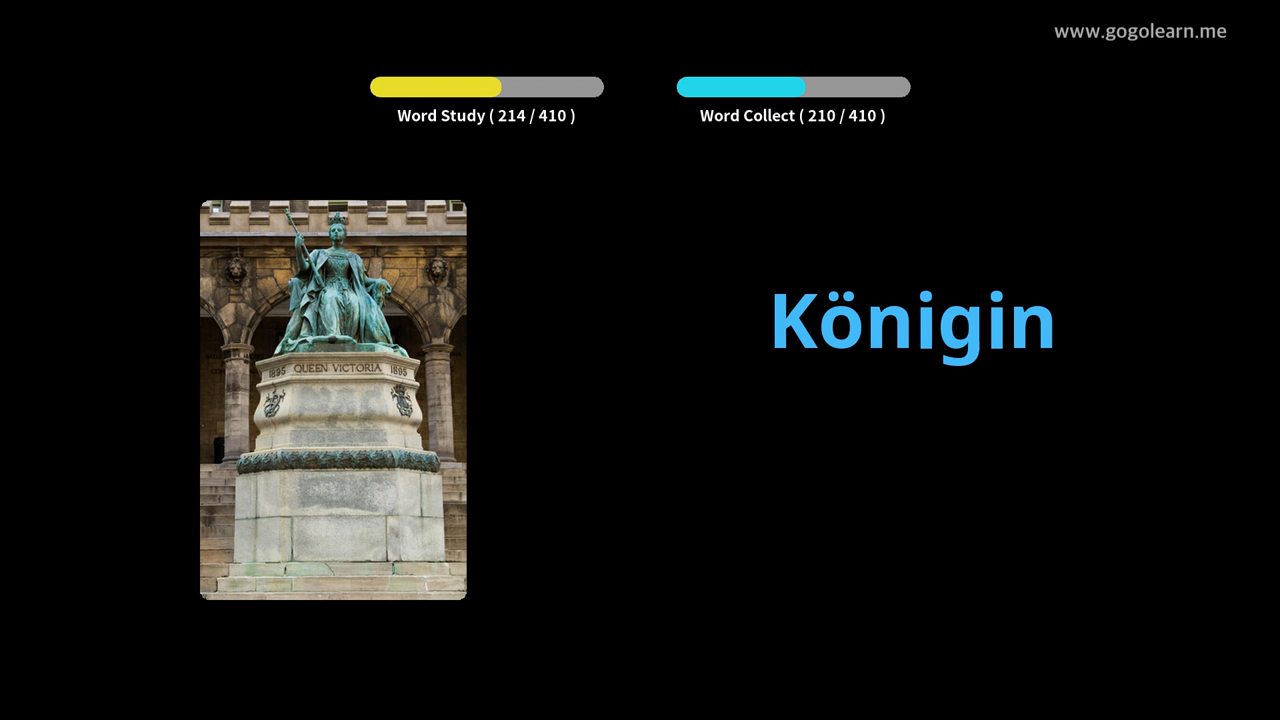 www.gogolearn.me
Word Study ( 214 / 410 )
Word Collect ( 210 / 410 )
Königin
1895 QUEEN VICTORIA 1895